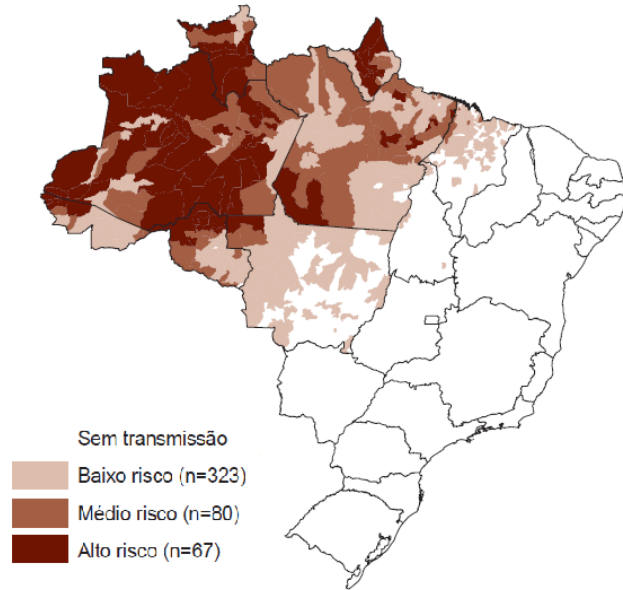 Sem transmissão
Baixo risco (n=323)
Médio risco (n=80)
Alto risco (n=67)